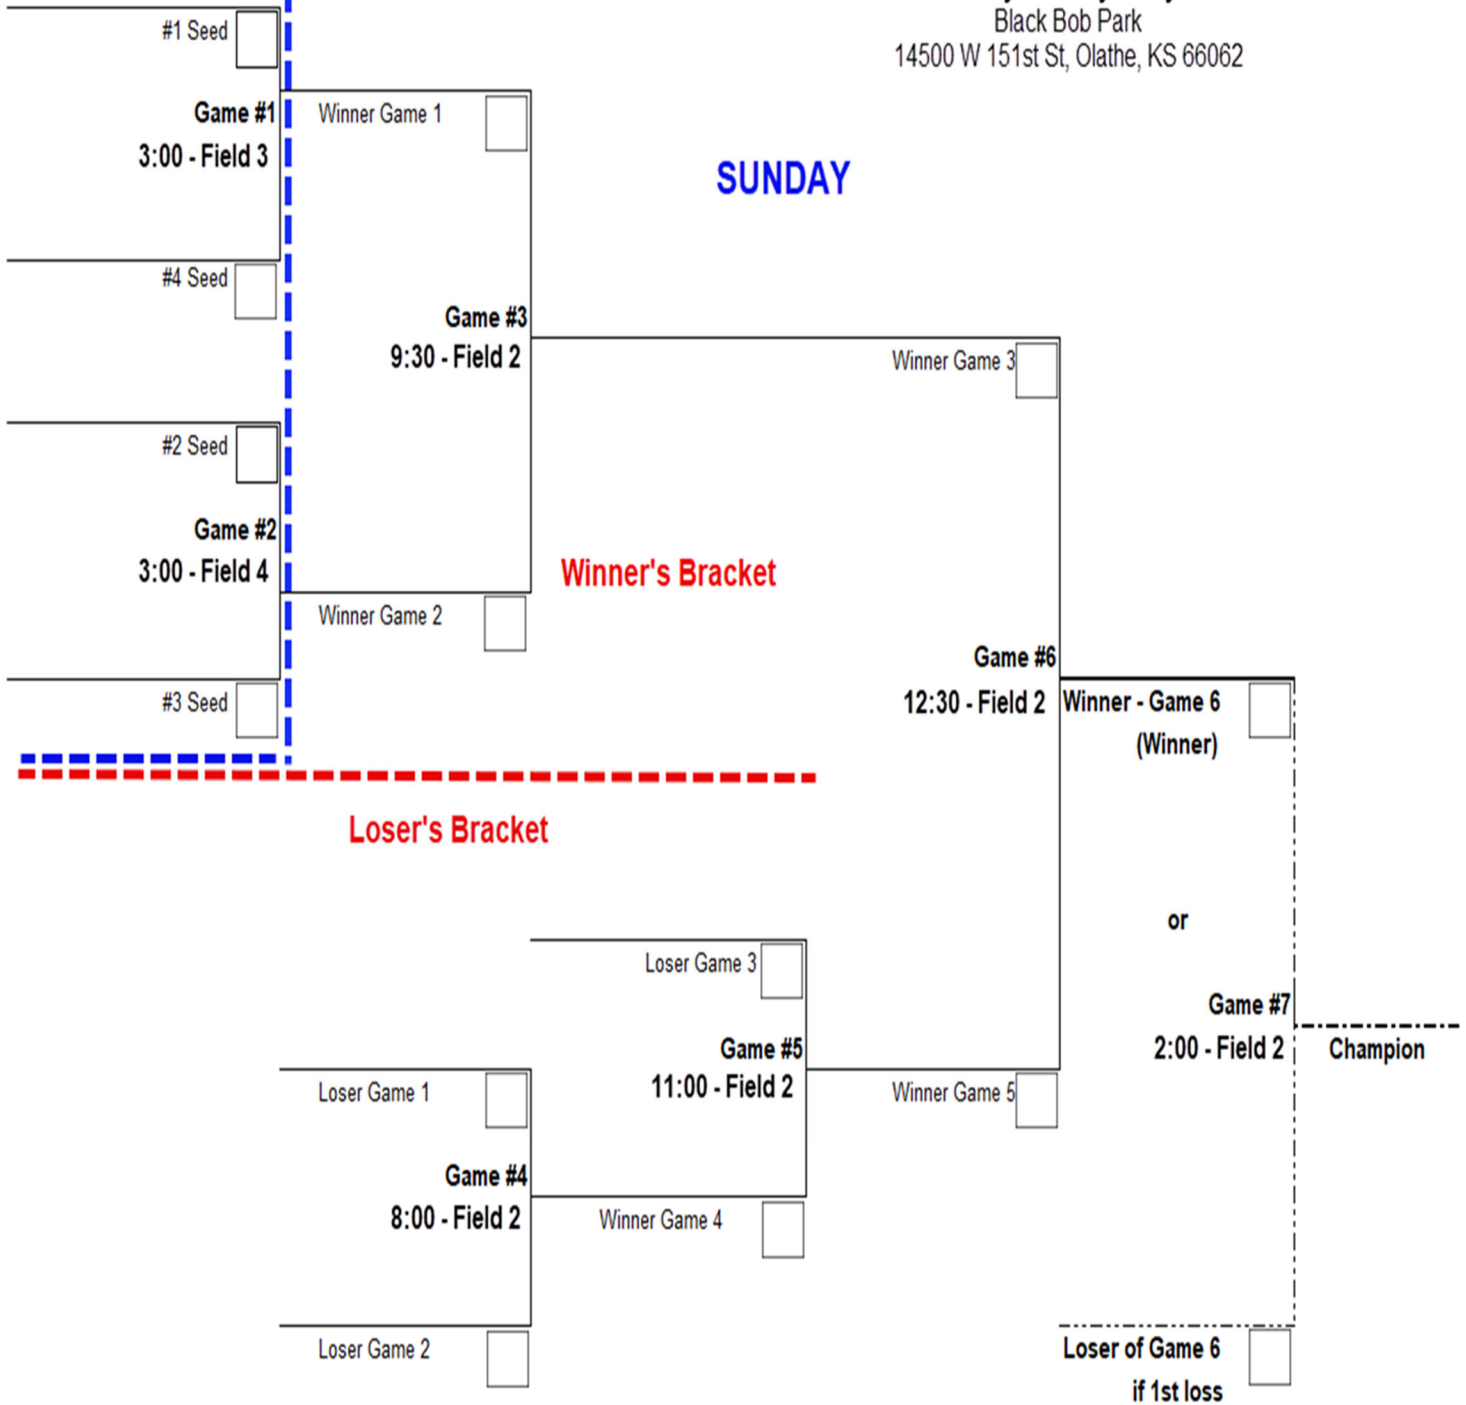 Black Bob Park
14500 W 151st St, Olathe, KS 66062
#1 Seed
Game #1
3:00 - Field 3
Winner Game 1
SUNDAY
#4 Seed
Game #3
9:30 - Field 2
Winner Game 3
#2 Seed
Game #2
3:00 - Field 4
Winner's Bracket
Winner Game 2
Game #6
12:30 - Field 2
Winner - Game 6
(Winner)
#3 Seed
Loser's Bracket
or
Loser Game 3
Game #7
2:00 - Field 2
Champion
Game #5
11:00 - Field 2
Loser Game 1
Winner Game 5
Game #4
8:00 - Field 2
Winner Game 4
Loser Game 2
Loser of Game 6
if 1st loss